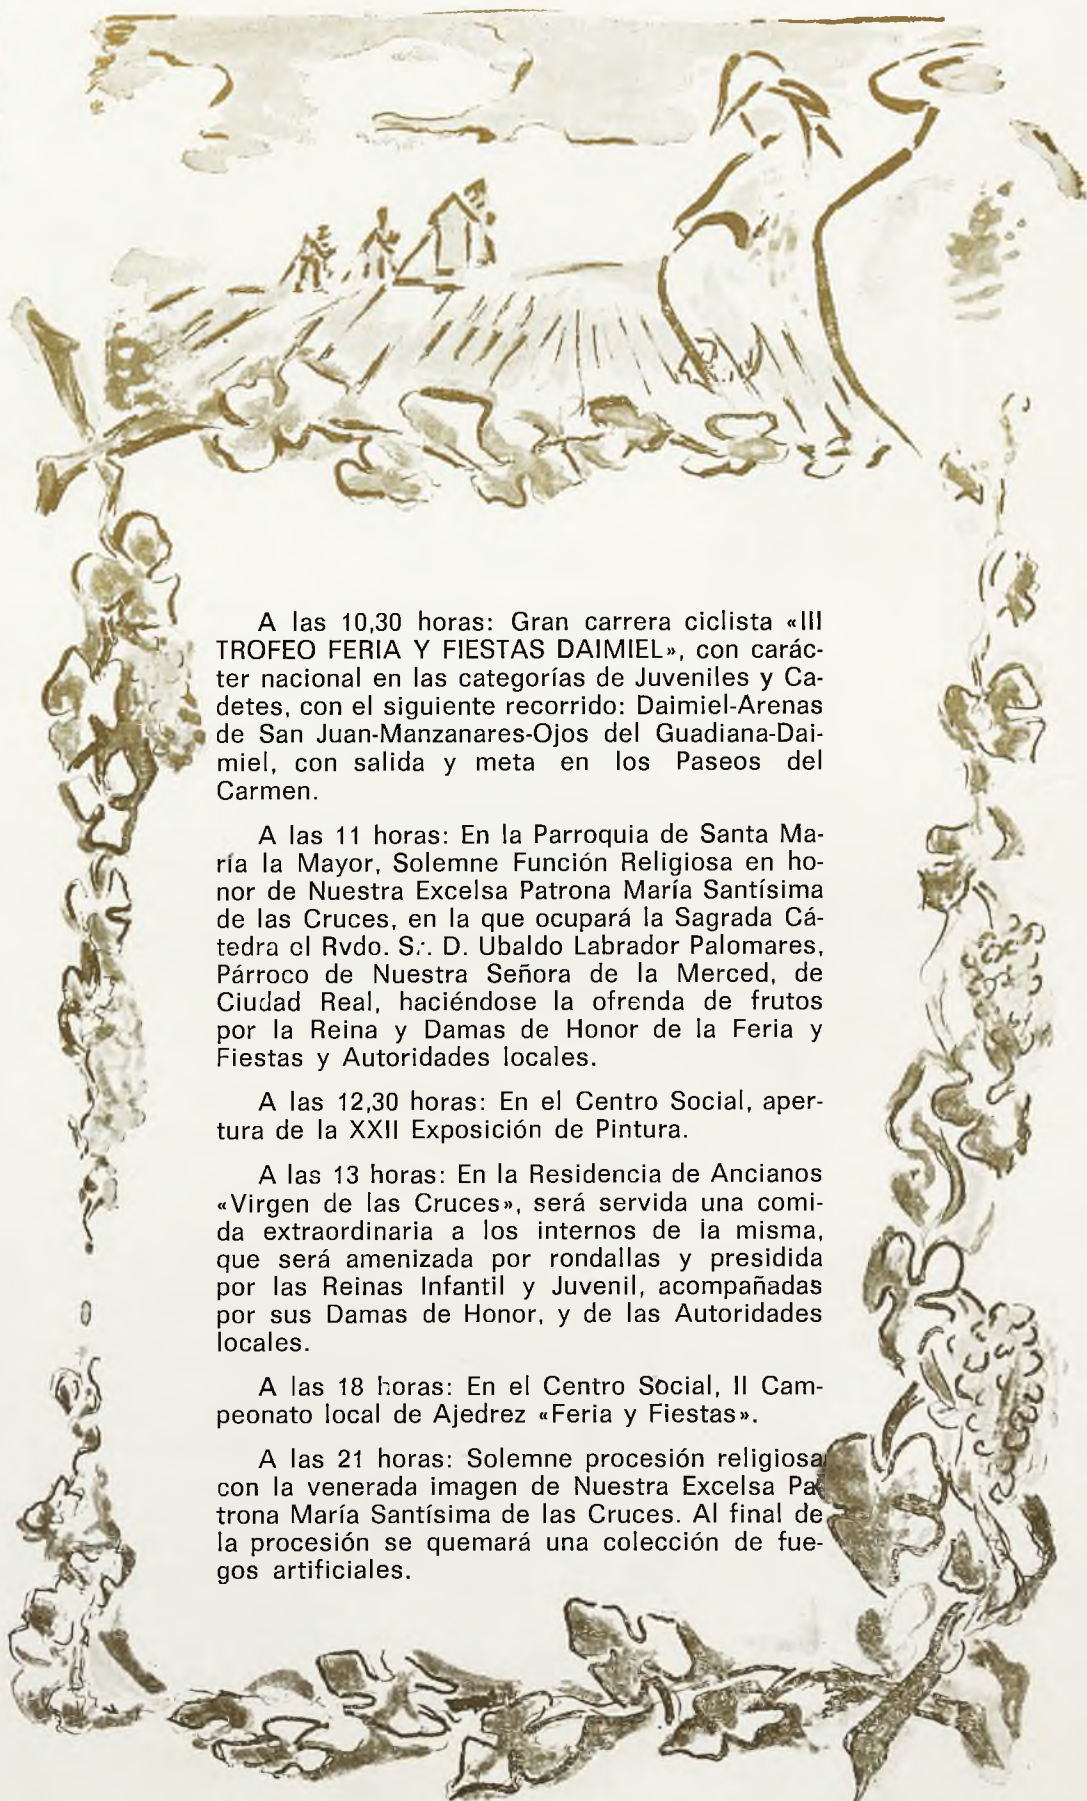 A las 10,30 horas: Gran carrera ciclista «III
TROFEO FERIA Y FIESTAS DAIMIEL», con carác-
ter nacional en las categorías de Juveniles y Ca-
detes, con el siguiente recorrido: Daimiel-Arenas
de San Juan-Manzanares-Ojos del Guadiana-Dai-
miel, con salida y meta en los Paseos del
Carmen.
A las 11 horas: En la Parroquia de Santa Ma-
ría la Mayor, Solemne Función Religiosa en ho-
nor de Nuestra Excelsa Patrona María Santísima
de las Cruces, en la que ocupará la Sagrada Cá-
tedra el Rvdo. Sr. D. Ubaldo Labrador Palomares,
Párroco de Nuestra Señora de la Merced, de
Ciudad Real, haciéndose la ofrenda de frutos
por la Reina y Damas de Honor de la Feria y
Fiestas y Autoridades locales.
A las 12,30 horas: En el Centro Social, aper-
tura de la XXII Exposición de Pintura.
A las 13 horas: En la Residencia de Ancianos
«Virgen de las Cruces», será servida una comi-
da extraordinaria a los internos de la misma,
que será amenizada por rondallas y presidida
por las Reinas Infantil y Juvenil, acompañadas
por sus Damas de Honor, y de las Autoridades
locales.
A las 18 horas: En el Centro Social, II Cam-
peonato local de Ajedrez «Feria y Fiestas».
A las 21 horas: Solemne procesión religiosa
con la venerada imagen de Nuestra Excelsa Pa-
trona María Santísima de las Cruces. Al final de
la procesión se quemará una colección de fue-
gos artificiales.